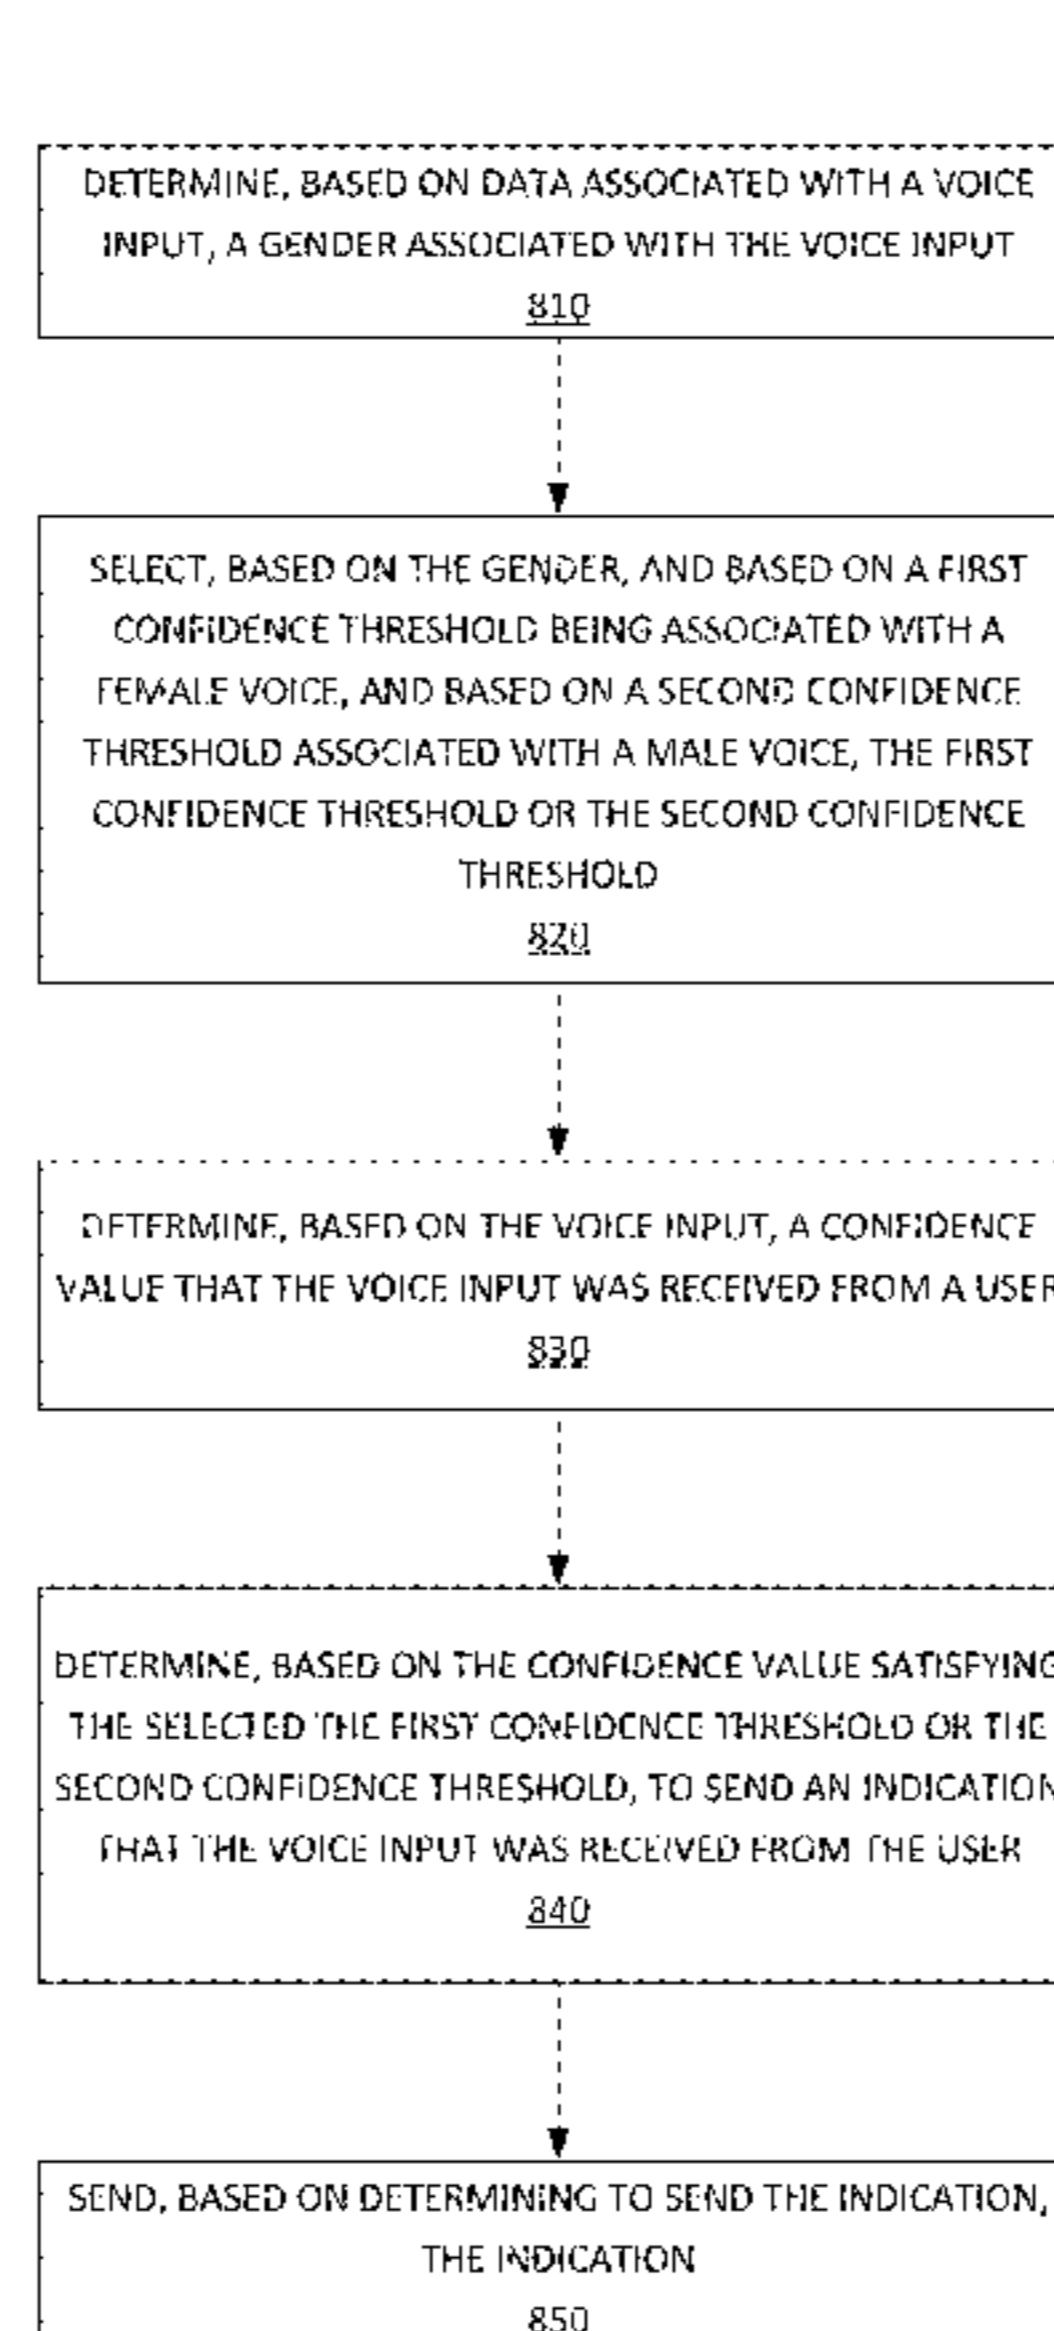 DETERMINE, BASED ON DATA ASSOCIATED WITH A VOICE
INPUT, A GENDER ASSOCIATED WITH THE VOICE INPUT
810
SELECT, BASED ON THE GENDER, AND BASED ON A FIRST
CONFIDENCE THRESHOLD BEING ASSOCIATED WITH A
FEMALE VOICE, AND BASED ON A SECOND CONFIDENCE
THRESHOLD ASSOCIATED WITH A MALE VOICE, THE FIRST
CONFIDENCE THRESHOLD OR THE SECOND CONFIDENCE
THRESHOLD
820
DETERMINE, BASED ON THE VOICE INPUT, A CONFIDENCE
VALUE THAT THE VOICE INPUT WAS RECEIVED FROM A USER
830
DETERMINE, BASED ON THE CONFIDENCE VALUE SATISFYING
THE SELECTED THE FIRST CONFIDENCE THRESHOLD OR THE
SECOND CONFIDENCE THRESHOLD, TO SEND AN INDICATION
THAT THE VOICE INPUT WAS RECEIVED FROM THE USER
840
SEND, BASED ON DETERMINING TO SEND THE INDICATION,
THE INDICATION
850